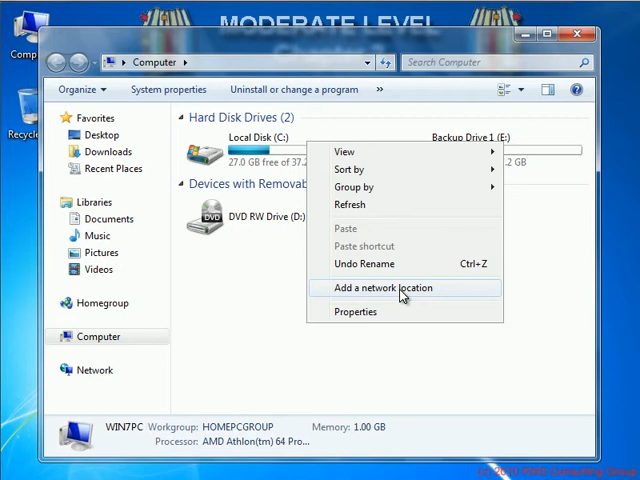 MODERATE LEVEL
Computer
Search Computer
Organize
System properties
Uninstall or change a program
»
Favorites
Desktop
Downloads
Recent Places
Libraries
Documents
Music
Pictures
Videos
Homegroup
Computer
Network
Hard Disk Drives (2)
Local Disk (C:)
27.0 GB free of 37.2
Backup Drive1 (E:)
.2 GB
Devices with Removab
DVD
DVD RW Drive (D:)
View
Sort by
Group by
Refresh
Paste
Paste shortcut
Undo Rename Ctrl+Z
Add a network location
Properties
WIN7PC Workgroup: HOMEPCGROUP Memory: 1.00 GB
Processor: AMD Athlon(tm) 64 Pro...
Comp
Recycle